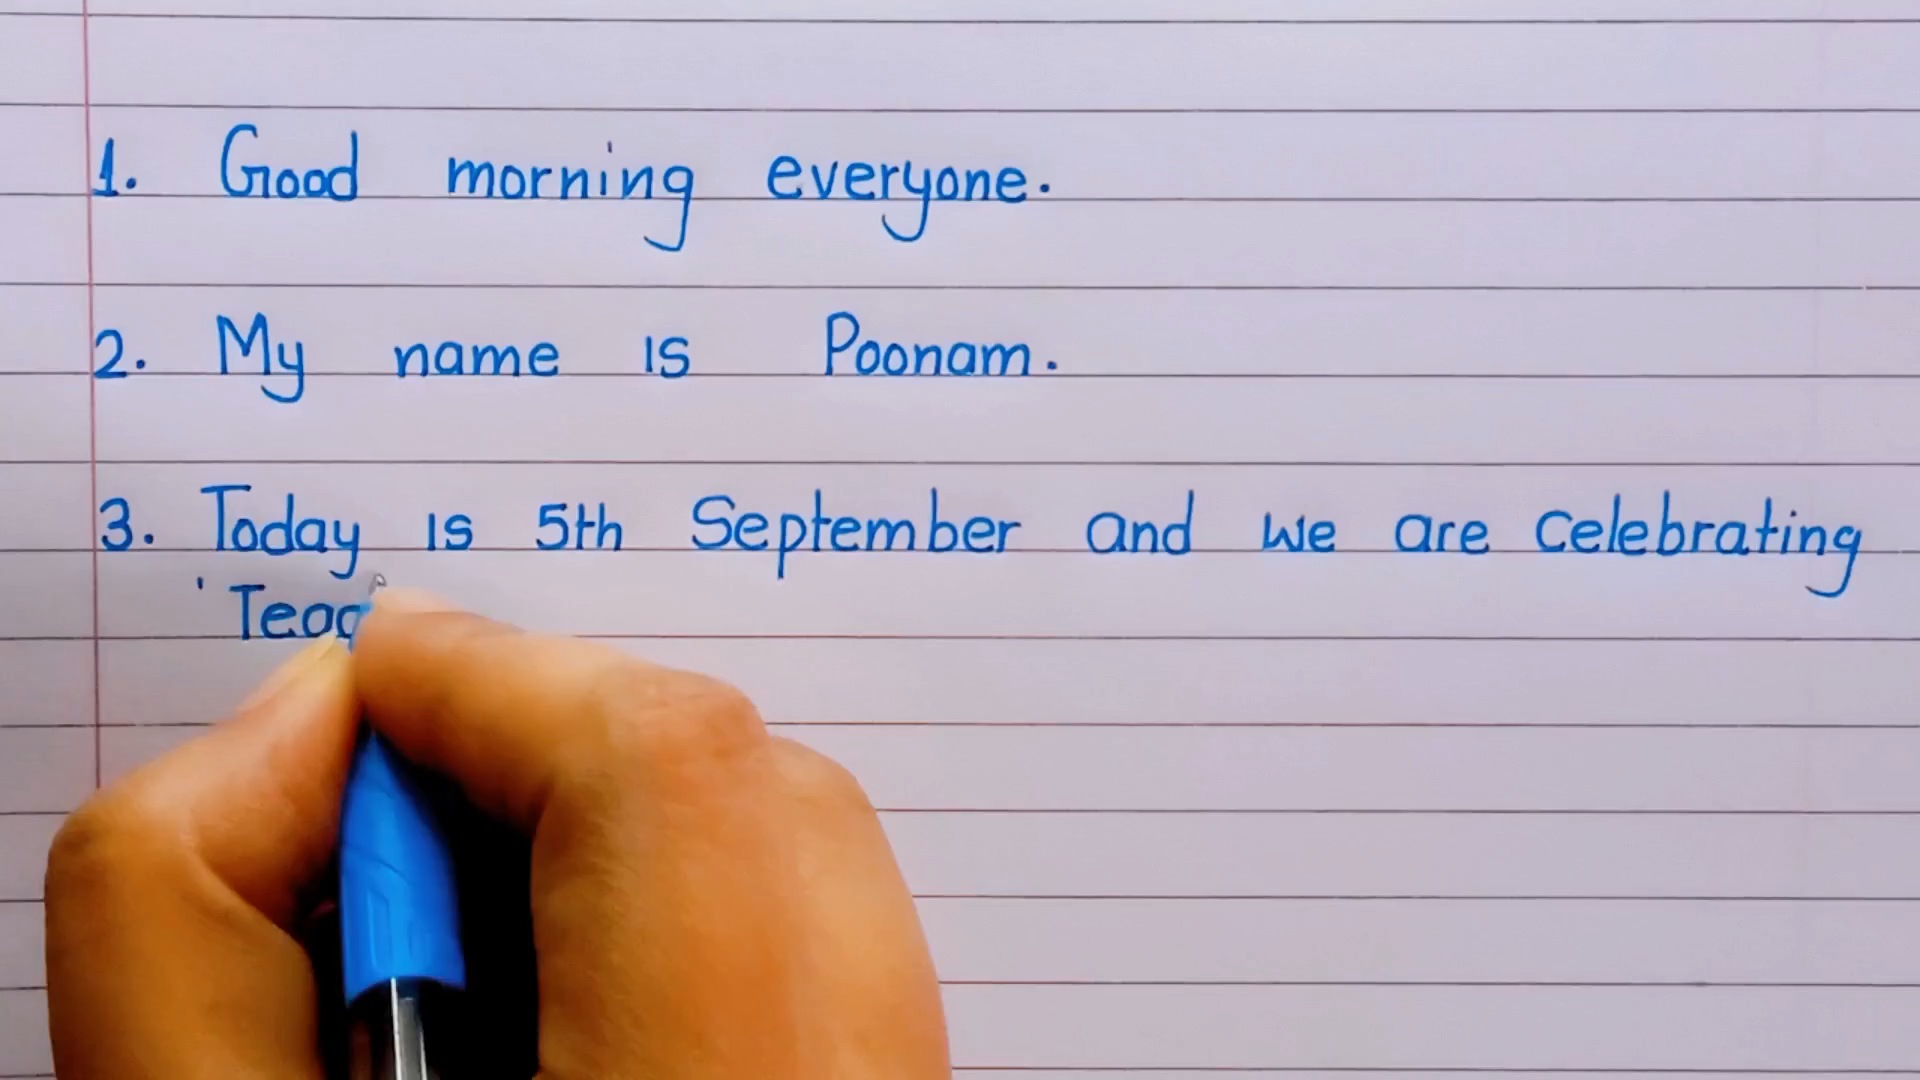 1. Good morning everyone.
2. My name is Poonam.
3. Today is 5th September and we are celebrating